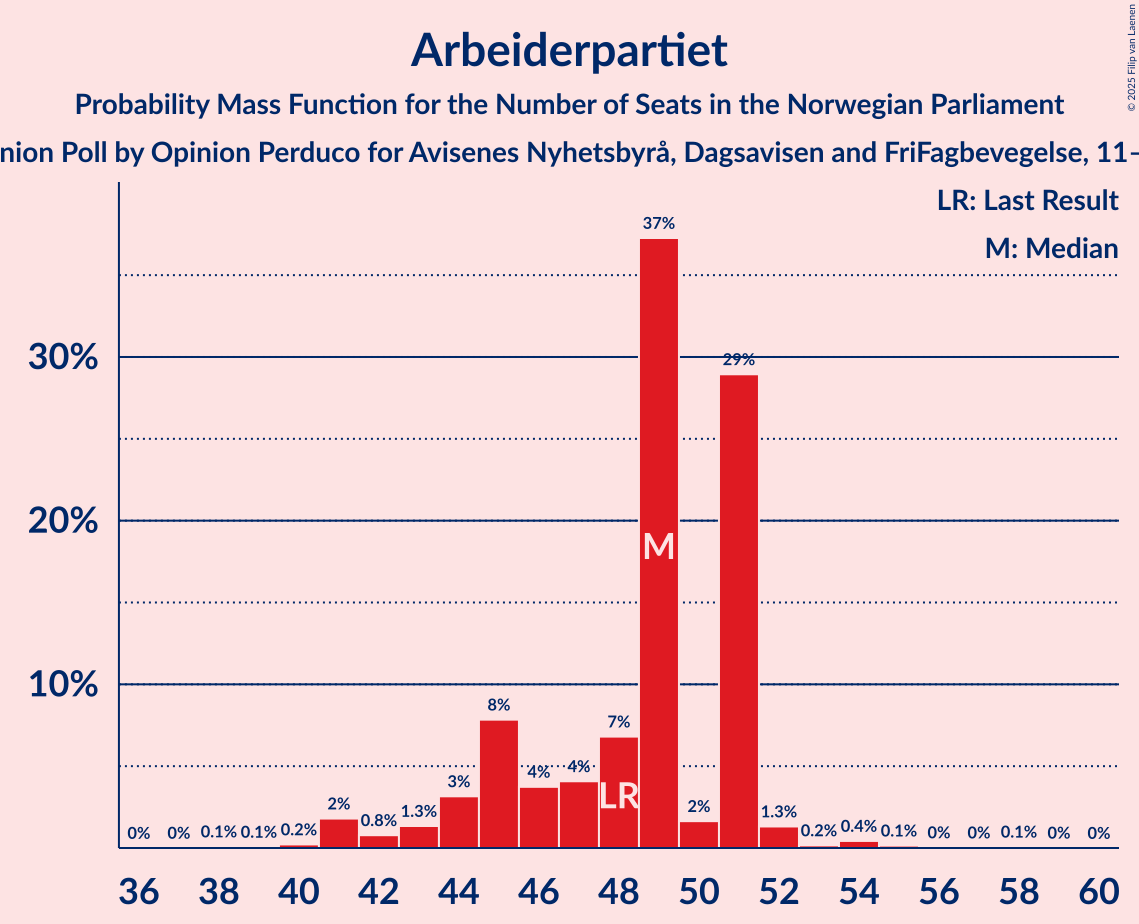 Arbeiderpartiet
Probability Mass Function for the Number of Seats in the Norwegian Parliament
nion Poll by Opinion Perduco for Avisenes Nyhetsbyrå, Dagsavisen and FriFagbevegelse, 11–
© 2025 Filip van Laenen
LR: Last Result
M: Median
30%
20%
10%
0% 0% 0.1% 0.1% 0.2% 2% 0.8% 1.3% 3% 8% 4% 4% 7% 37% 2% 29% 1.3% 0.2% 0.4% 0.1% 0% 0% 0.1% 0% 0%
M
LR
36 38 40 42 44 46 48 50 52 54 56 58 60